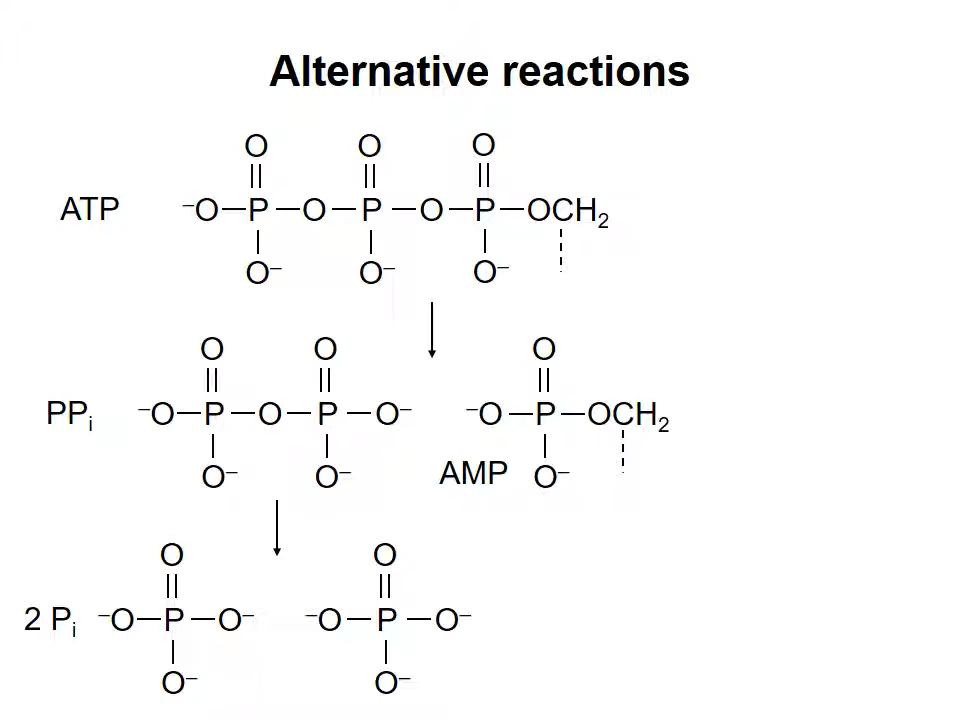 Alternative reactions
O O O
ATP ⁻O—P—O—P—O—P—OCH₂
O⁻ O⁻ O⁻
O O O
PPᵢ ⁻O—P—O—P—O⁻ ⁻O—P—OCH₂
O⁻ O⁻ AMP O⁻
O O
2 Pᵢ ⁻O—P—O⁻ ⁻O—P—O⁻
O⁻ O⁻